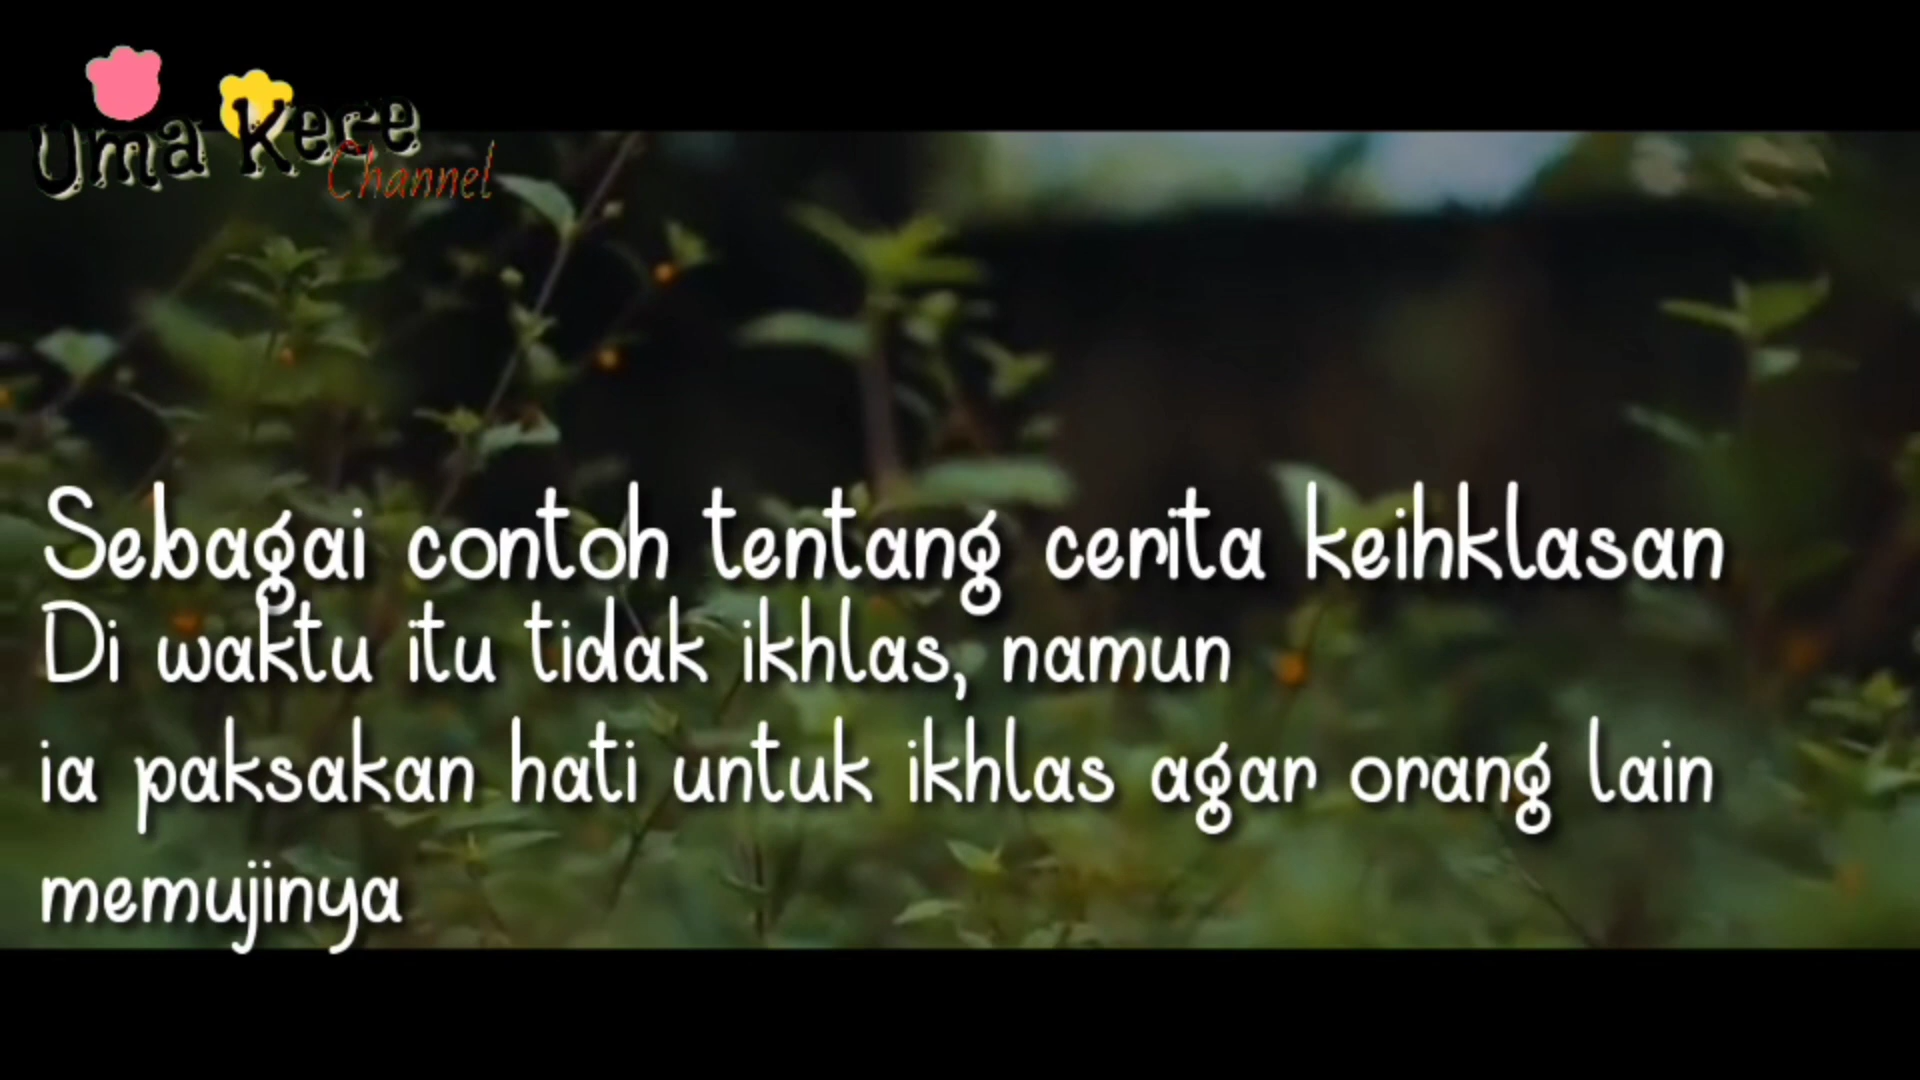 Uma Kece
Channel
Sebagai contoh tentang cerita keihklasan
Di waktu itu tidak ikhlas, namun
ia paksakan hati untuk ikhlas agar orang lain
memujinya